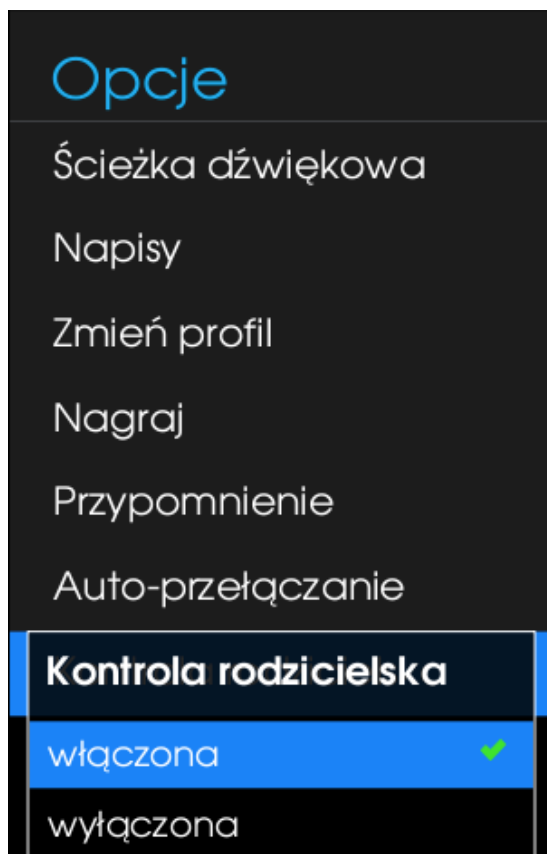 Opcje
Ścieżka dźwiękowa
Napisy
Zmień profil
Nagraj
Przypomnienie
Auto-przełączanie
Kontrola rodzicielska
włączona
wyłączona